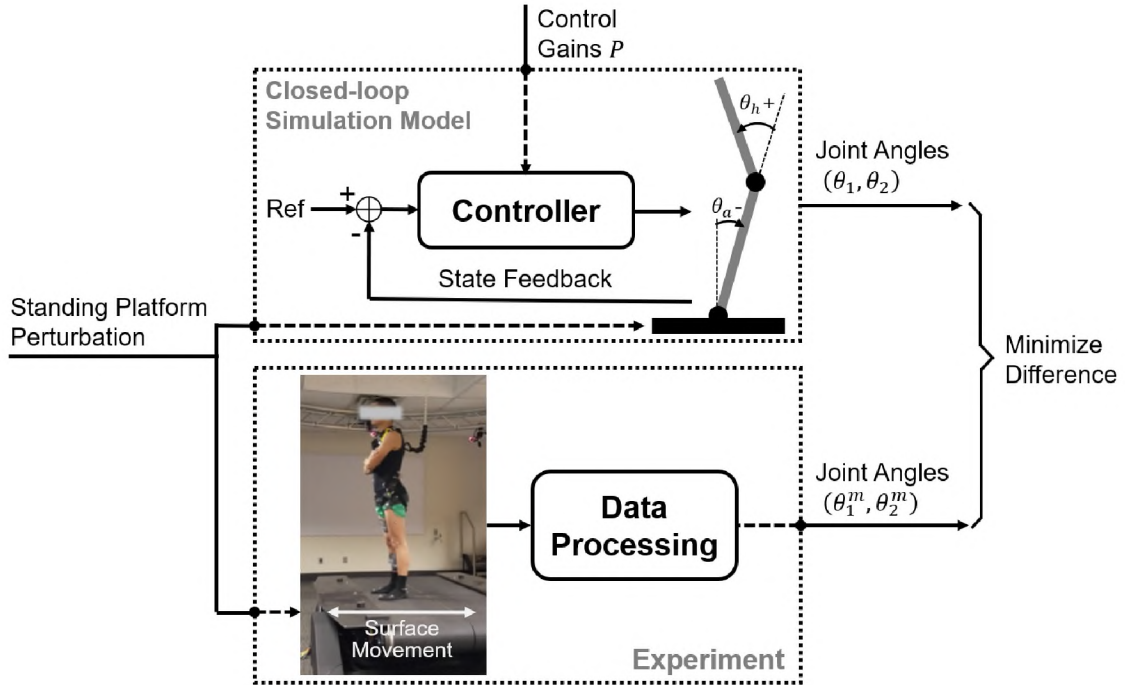 Control
Gains P
Closed-loop
Simulation Model
θₕ +
Joint Angles
(θ₁, θ₂)
Ref
+
-
Controller
θₐ -
State Feedback
Standing Platform
Perturbation
Minimize
Difference
Joint Angles
(θ₁ᵐ, θ₂ᵐ)
Data
Processing
Surface
Movement
Experiment